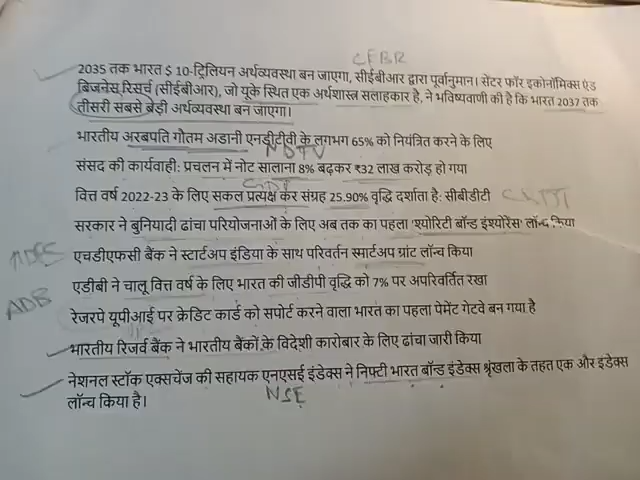 CEBR
2035 तक भारत $ 10-ट्रिलियन अर्थव्यवस्था बन जाएगा, सीईबीआर द्वारा पूर्वानुमान। सेंटर फॉर इकोनॉमिक्स एंड
बिजनेस रिसर्च (सीईबीआर), जो यूके स्थित एक अर्थशास्त्र सलाहकार है, ने भविष्यवाणी की है कि भारत 2037 तक
तीसरी सबसे बड़ी अर्थव्यवस्था बन जाएगा।
भारतीय अरबपति गौतम अडानी एनडीटीवी के लगभग 65% को नियंत्रित करने के लिए
NDTV
संसद की कार्यवाही: प्रचलन में नोट सालाना 8% बढ़कर ₹32 लाख करोड़ हो गया
वित्त वर्ष 2022-23 के लिए सकल प्रत्यक्ष कर संग्रह 25.90% वृद्धि दर्शाता है: सीबीडीटी
सरकार ने बुनियादी ढांचा परियोजनाओं के लिए अब तक का पहला 'श्योरिटी बॉन्ड इंश्योरेंस' लॉन्द किया
एचडीएफसी बैंक ने स्टार्टअप इंडिया के साथ परिवर्तन स्मार्टअप ग्रांट लॉन्च किया
एडीबी ने चालू वित्त वर्ष के लिए भारत की जीडीपी वृद्धि को 7% पर अपरिवर्तित रखा
ADB
रेजरपे यूपीआई पर क्रेडिट कार्ड को सपोर्ट करने वाला भारत का पहला पेमेंट गेटवे बन गया है
भारतीय रिजर्व बैंक ने भारतीय बैंकों के विदेशी कारोबार के लिए ढांचा जारी किया
नेशनल स्टॉक एक्सचेंज की सहायक एनएसई इंडेक्स ने निफ्टी भारत बॉन्ड इंडेक्स श्रृंखला के तहत एक और इंडेक्स
लॉन्च किया है।
NSE